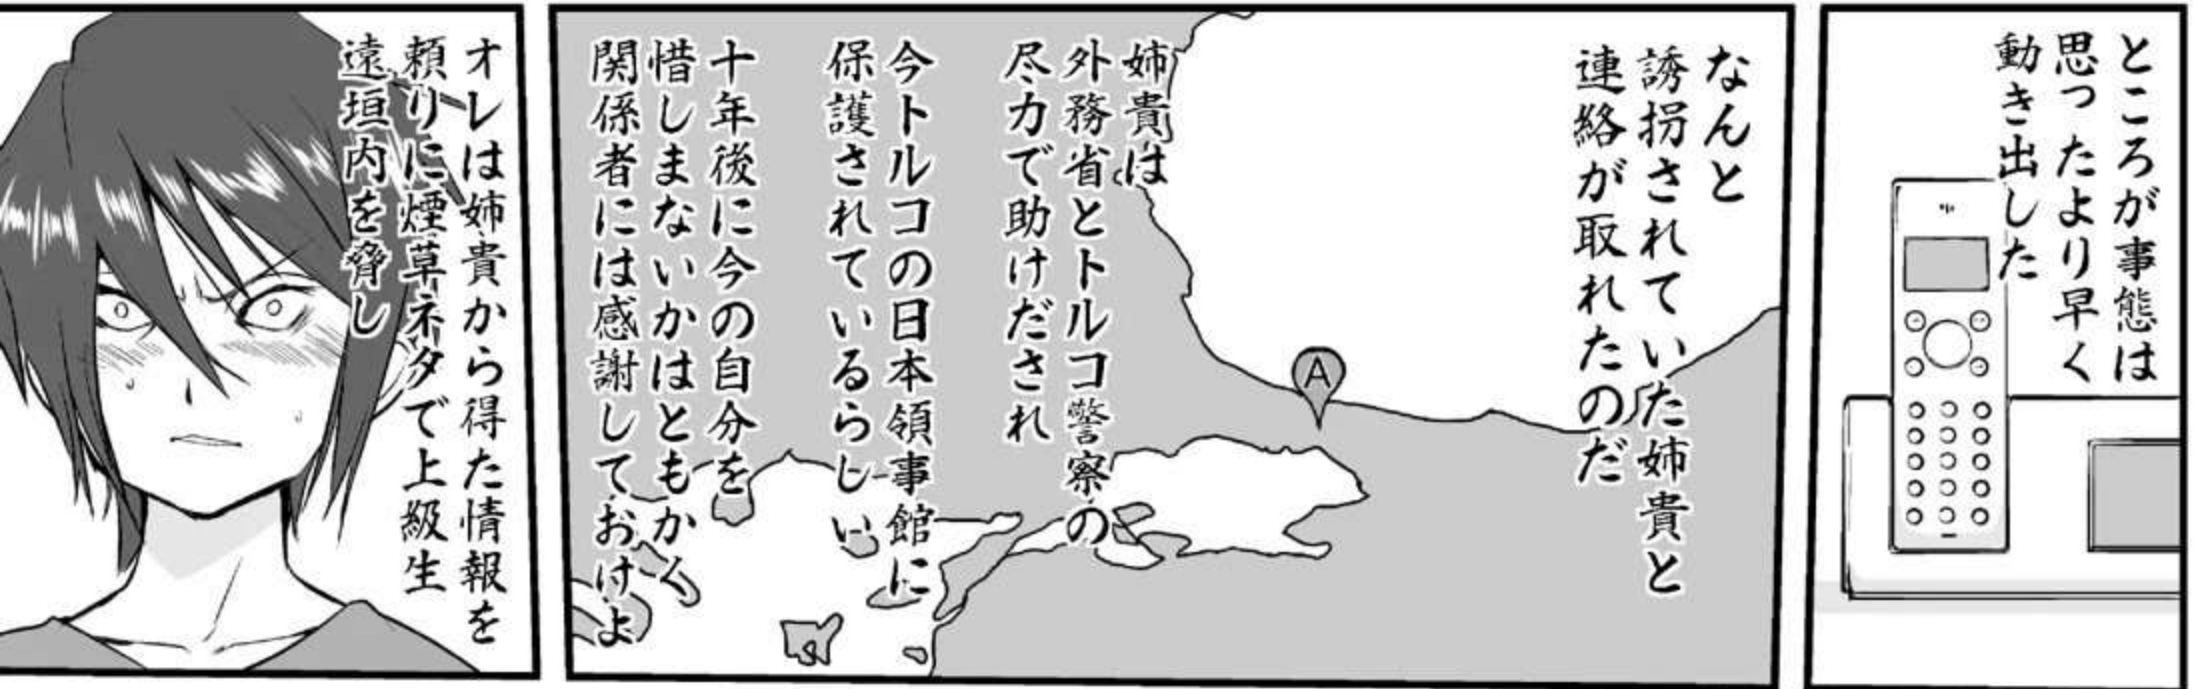 ところが事態は
思ったより早く
動き出した
なんと
誘拐されていた姉貴と
連絡が取れたのだ
姉貴は
外務省とトルコ警察の
尽力で助けだされ
今トルコの日本領事館に
保護されているらしい
十年後に今の自分を
惜しまないかはともかく
関係者には感謝しておけよ
A
オレは姉貴から得た情報を
頼りに煙草ネタで上級生
遠垣内を脅し